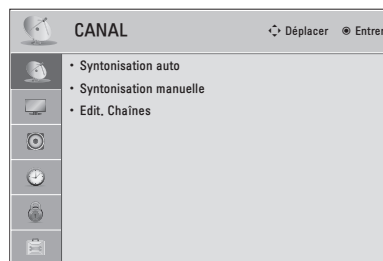 CANAL Déplacer Entrer
• Syntonisation auto
• Syntonisation manuelle
• Edit. Chaînes